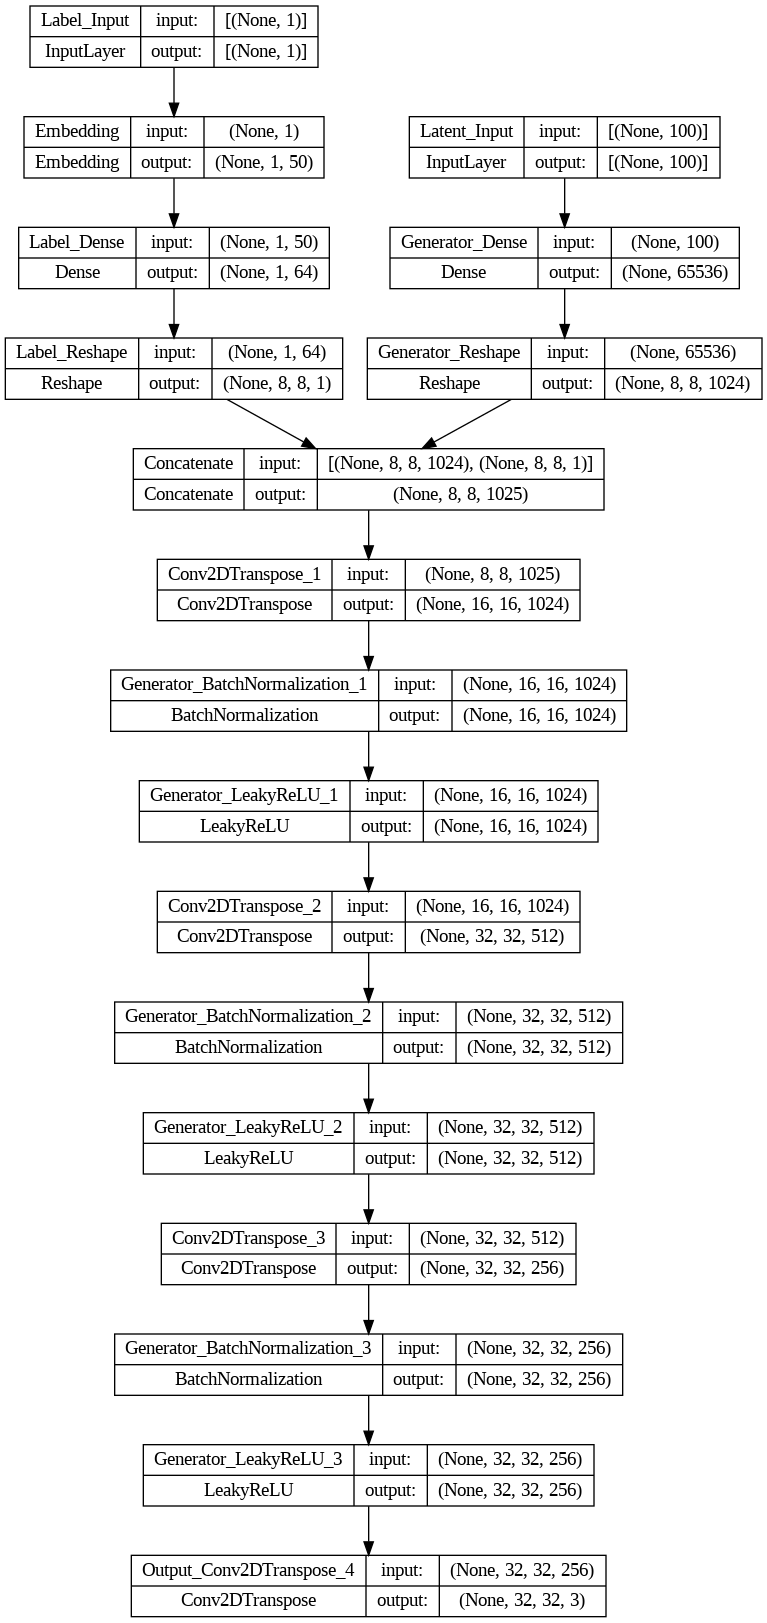 Label_Input input: [(None, 1)]
InputLayer output: [(None, 1)]
Embedding input: (None, 1)
Embedding output: (None, 1, 50)
Latent_Input input: [(None, 100)]
InputLayer output: [(None, 100)]
Label_Dense input: (None, 1, 50)
Dense output: (None, 1, 64)
Generator_Dense input: (None, 100)
Dense output: (None, 65536)
Label_Reshape input: (None, 1, 64)
Reshape output: (None, 8, 8, 1)
Generator_Reshape input: (None, 65536)
Reshape output: (None, 8, 8, 1024)
Concatenate input: [(None, 8, 8, 1024), (None, 8, 8, 1)]
Concatenate output: (None, 8, 8, 1025)
Conv2DTranspose_1 input: (None, 8, 8, 1025)
Conv2DTranspose output: (None, 16, 16, 1024)
Generator_BatchNormalization_1 input: (None, 16, 16, 1024)
BatchNormalization output: (None, 16, 16, 1024)
Generator_LeakyReLU_1 input: (None, 16, 16, 1024)
LeakyReLU output: (None, 16, 16, 1024)
Conv2DTranspose_2 input: (None, 16, 16, 1024)
Conv2DTranspose output: (None, 32, 32, 512)
Generator_BatchNormalization_2 input: (None, 32, 32, 512)
BatchNormalization output: (None, 32, 32, 512)
Generator_LeakyReLU_2 input: (None, 32, 32, 512)
LeakyReLU output: (None, 32, 32, 512)
Conv2DTranspose_3 input: (None, 32, 32, 512)
Conv2DTranspose output: (None, 32, 32, 256)
Generator_BatchNormalization_3 input: (None, 32, 32, 256)
BatchNormalization output: (None, 32, 32, 256)
Generator_LeakyReLU_3 input: (None, 32, 32, 256)
LeakyReLU output: (None, 32, 32, 256)
Output_Conv2DTranspose_4 input: (None, 32, 32, 256)
Conv2DTranspose output: (None, 32, 32, 3)